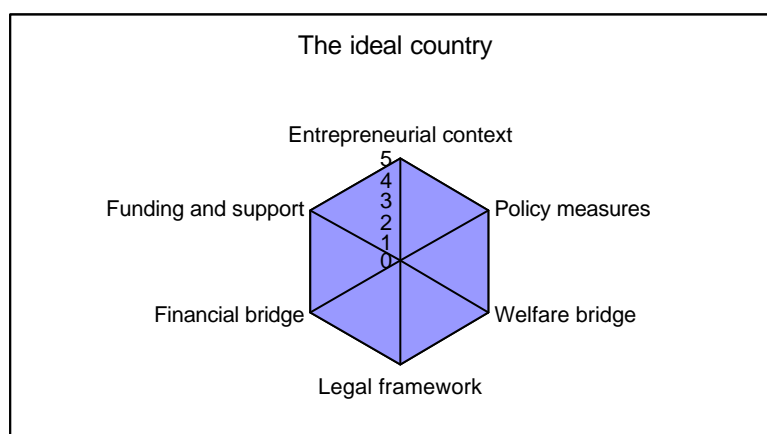 The ideal country
Entrepreneurial context
5
4
Funding and support
3
Policy measures
2
1
0
Financial bridge
Welfare bridge
Legal framework